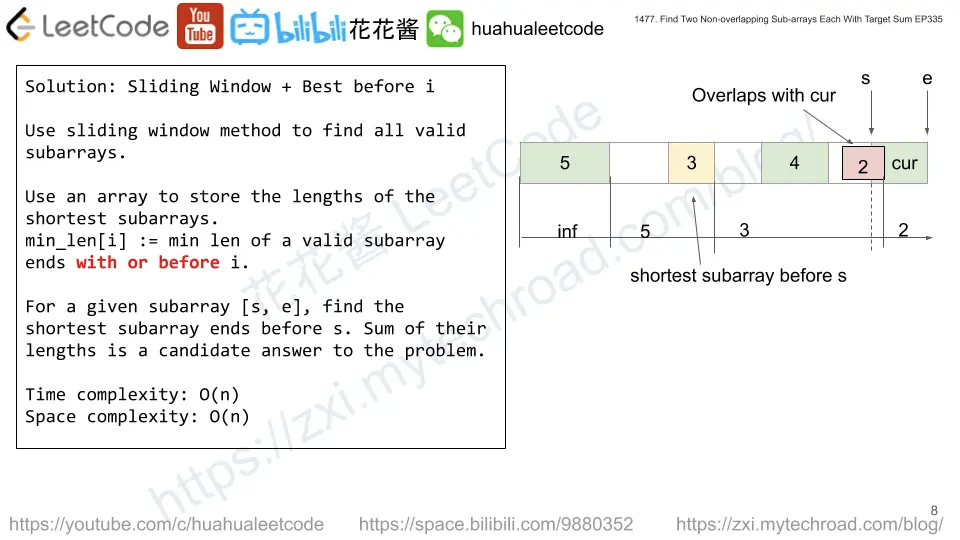 LeetCode
You
Tube
bilibili
花花酱
huahualeetcode
1477. Find Two Non-overlapping Sub-arrays Each With Target Sum EP335
Solution: Sliding Window + Best before i
Use sliding window method to find all valid
subarrays.
Use an array to store the lengths of the
shortest subarrays.
min_len[i] := min len of a valid subarray
ends with or before i.
For a given subarray [s, e], find the
shortest subarray ends before s. Sum of their
lengths is a candidate answer to the problem.
Time complexity: O(n)
Space complexity: O(n)
s e
Overlaps with cur
5 3 4 2 cur
inf 5 3 2
shortest subarray before s
花花酱 LeetCode
https://zxi.mytechroad.com/blog/
8
https://youtube.com/c/huahualeetcode https://space.bilibili.com/9880352 https://zxi.mytechroad.com/blog/